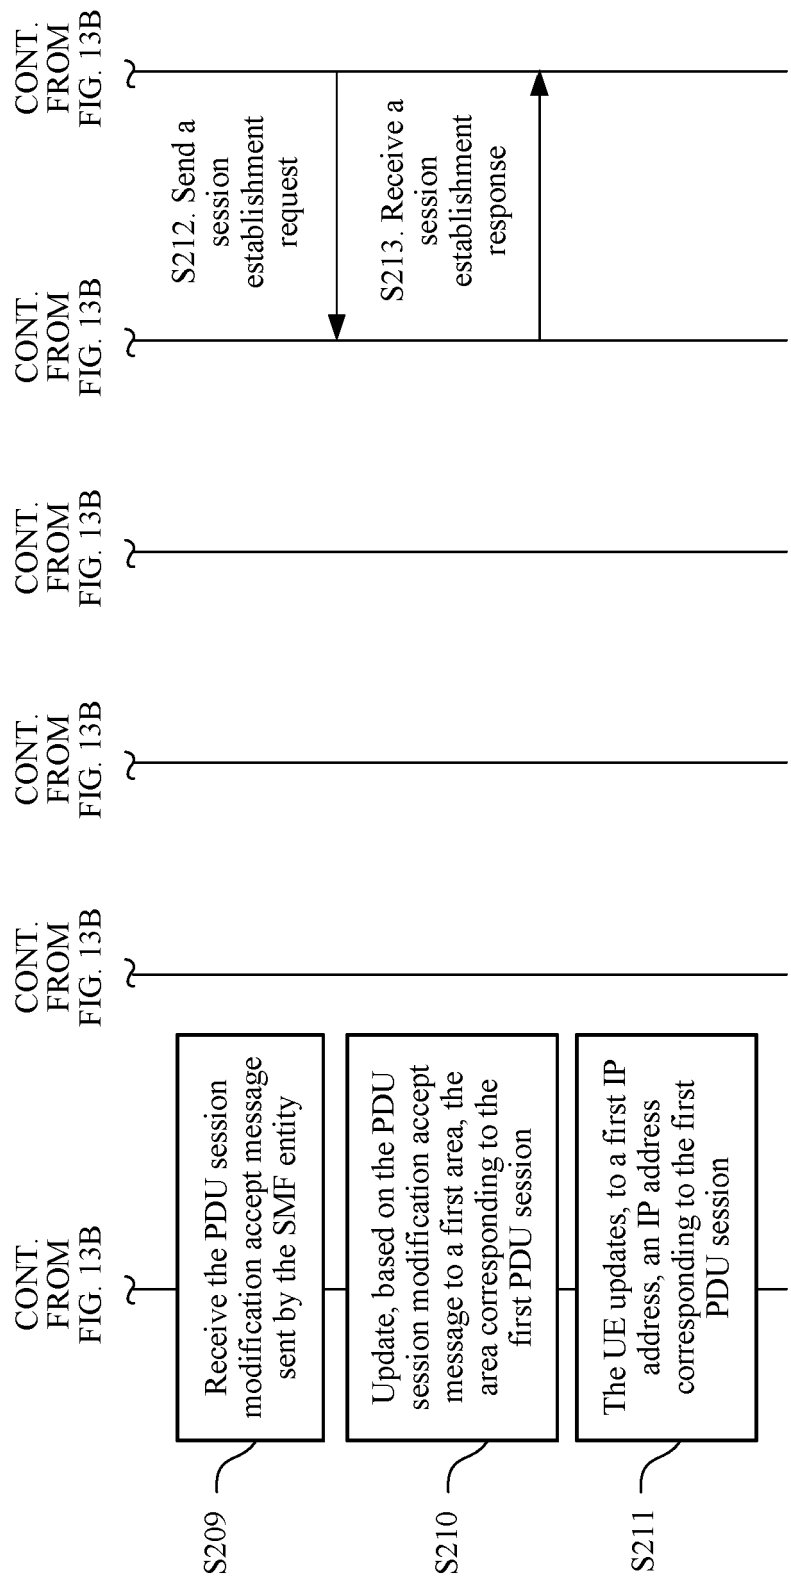 CONT.
FROM
FIG. 13B
CONT.
FROM
FIG. 13B
CONT.
FROM
FIG. 13B
CONT.
FROM
FIG. 13B
CONT.
FROM
FIG. 13B
CONT.
FROM
FIG. 13B
S209
Receive the PDU session
modification accept message
sent by the SMF entity
S210
Update, based on the PDU
session modification accept
message to a first area, the
area corresponding to the
first PDU session
S211
The UE updates, to a first IP
address, an IP address
corresponding to the first
PDU session
S212. Send a
session
establishment
request
S213. Receive a
session
establishment
response